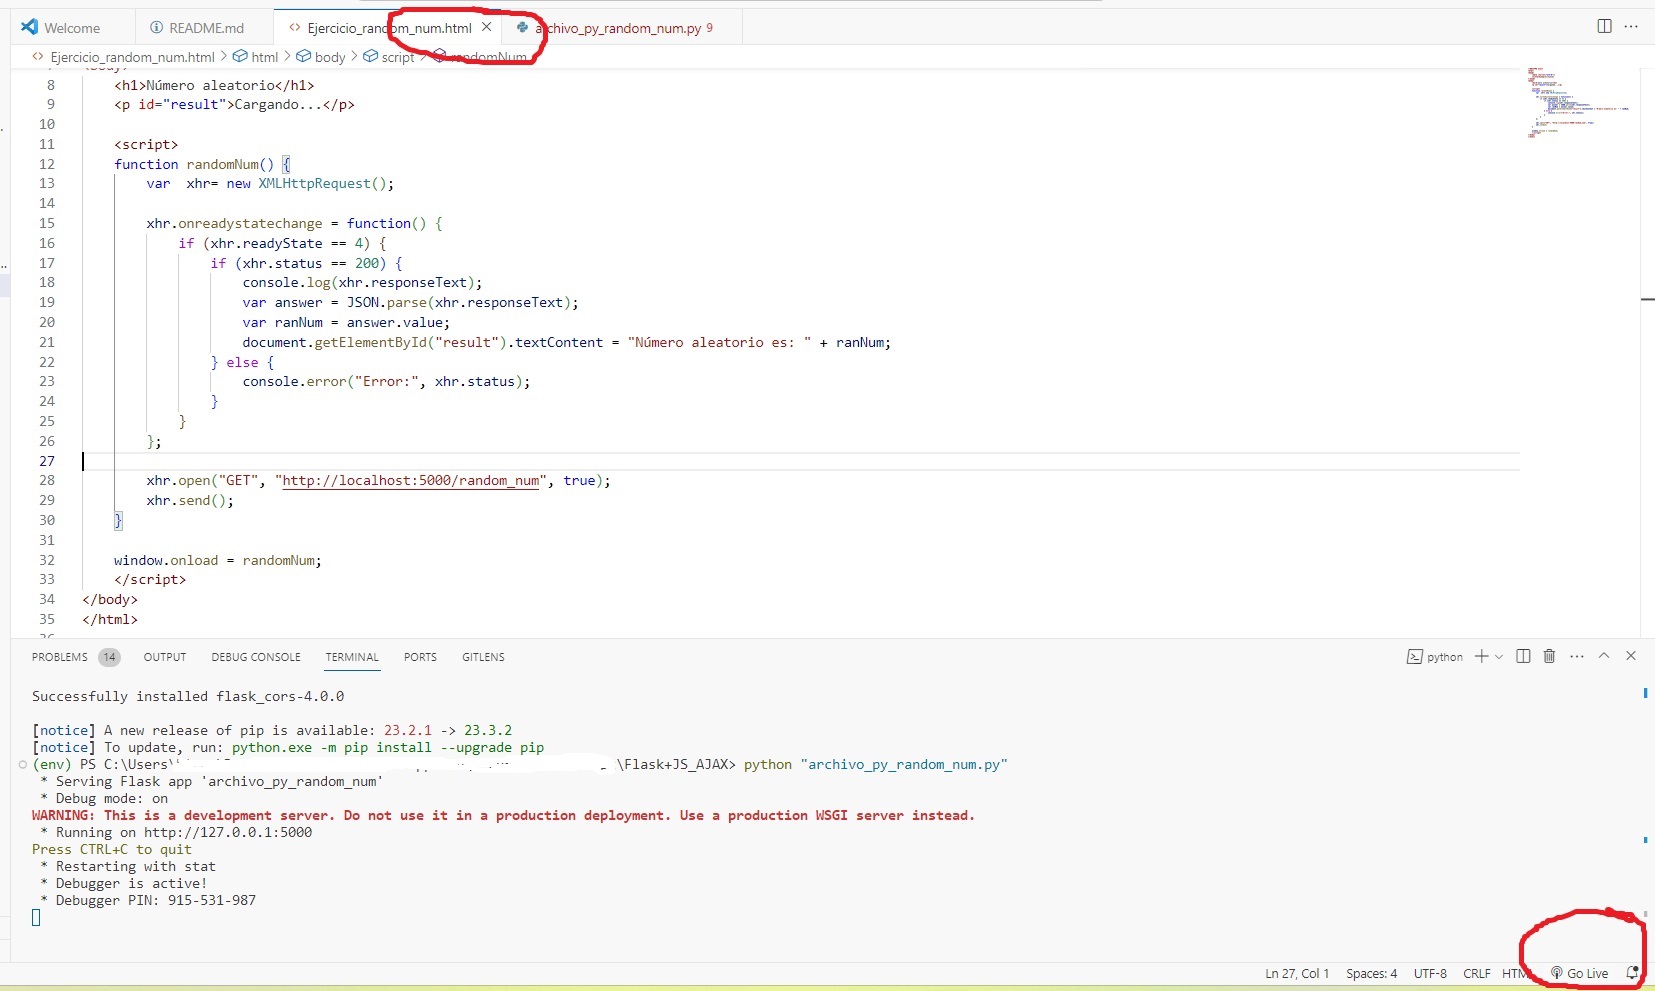 Welcome README.md Ejercicio_random_num.html archivo_py_random_num.py 9
Ejercicio_random_num.html > html > body > script > randomNum
8 <h1>Número aleatorio</h1>
9 <p id="result">Cargando...</p>
10
11 <script>
12 function randomNum() {
13 var  xhr= new XMLHttpRequest();
14
15 xhr.onreadystatechange = function() {
16 if (xhr.readyState == 4) {
17 if (xhr.status == 200) {
18 console.log(xhr.responseText);
19 var answer = JSON.parse(xhr.responseText);
20 var ranNum = answer.value;
21 document.getElementById("result").textContent = "Número aleatorio es: " + ranNum;
22 } else {
23 console.error("Error:", xhr.status);
24 }
25 }
26 };
27
28 xhr.open("GET", "http://localhost:5000/random_num", true);
29 xhr.send();
30 }
31
32 window.onload = randomNum;
33 </script>
34 </body>
35 </html>
PROBLEMS 14 OUTPUT DEBUG CONSOLE TERMINAL PORTS GITLENS python
Successfully installed flask_cors-4.0.0
[notice] A new release of pip is available: 23.2.1 -> 23.3.2
[notice] To update, run: python.exe -m pip install --upgrade pip
(env) PS C:\Users\ \Flask+JS_AJAX> python "archivo_py_random_num.py"
* Serving Flask app 'archivo_py_random_num'
* Debug mode: on
WARNING: This is a development server. Do not use it in a production deployment. Use a production WSGI server instead.
* Running on http://127.0.0.1:5000
Press CTRL+C to quit
* Restarting with stat
* Debugger is active!
* Debugger PIN: 915-531-987
Ln 27, Col 1 Spaces: 4 UTF-8 CRLF HTML Go Live